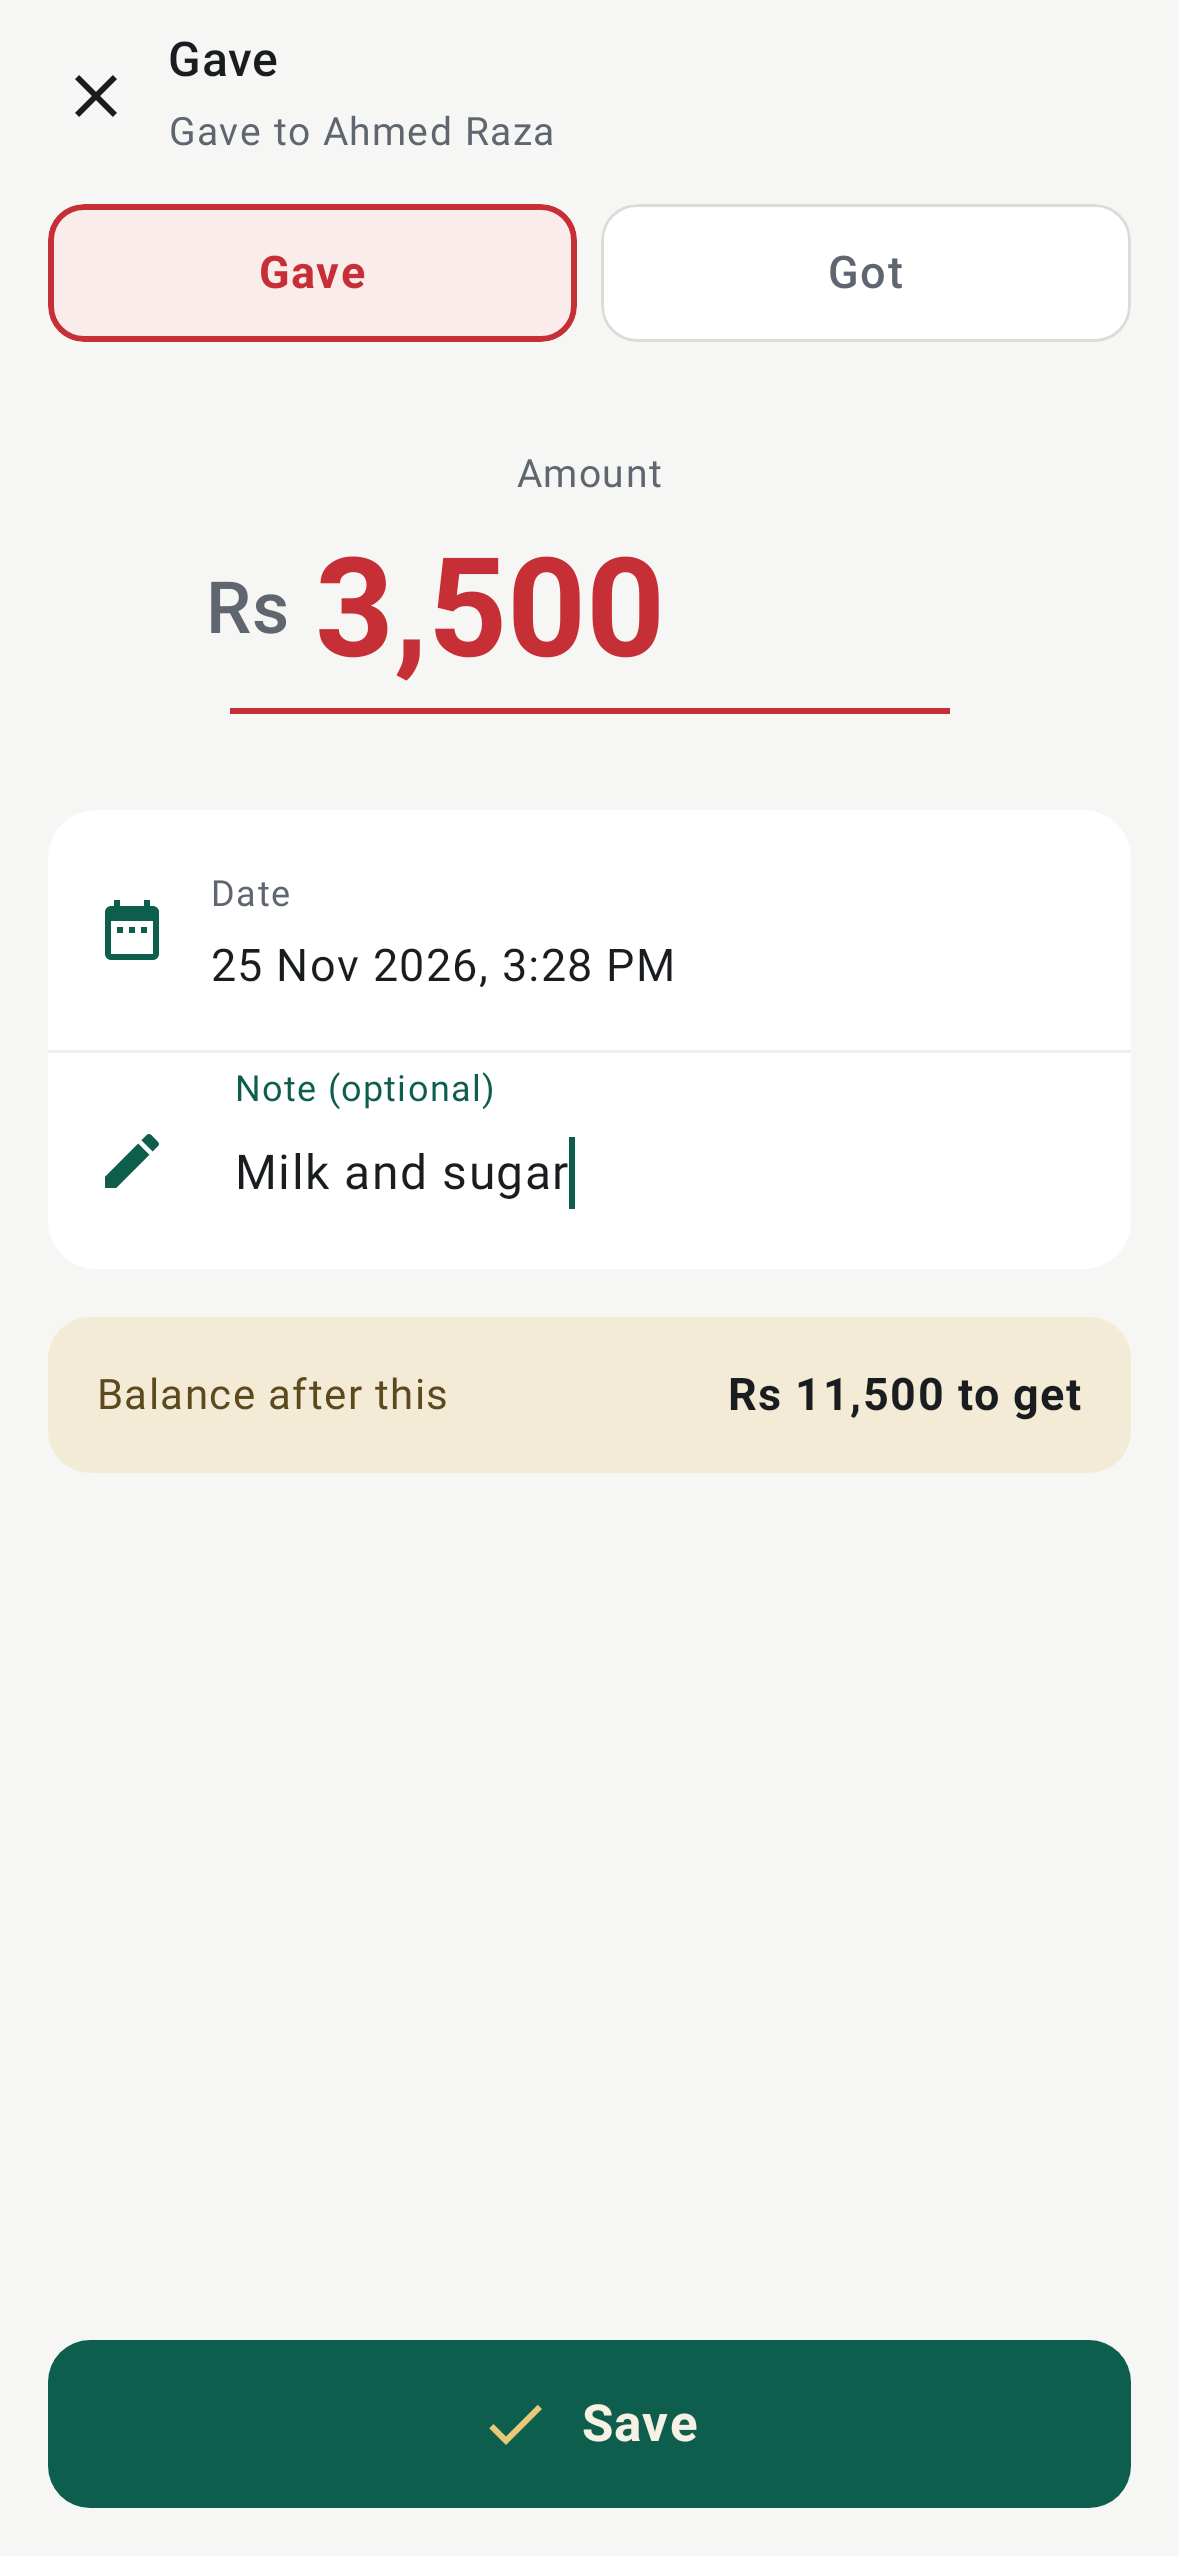 Gave
Gave to Ahmed Raza
Gave
Got
Amount
Rs 3,500
Date
25 Nov 2026, 3:28 PM
Note (optional)
Milk and sugar
Balance after this
Rs 11,500 to get
Save